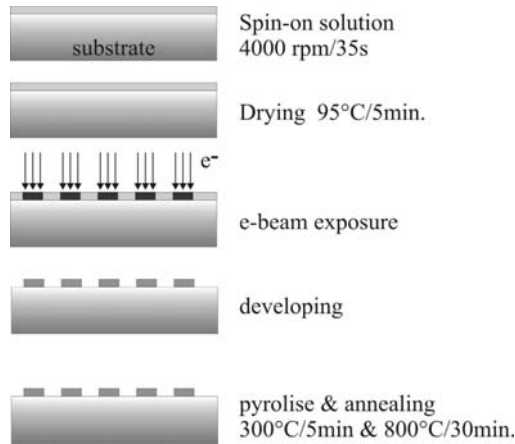 Spin-on solution
4000 rpm/35s
substrate
Drying 95°C/5min.
e-
e-beam exposure
developing
pyrolise & annealing
300°C/5min & 800°C/30min.